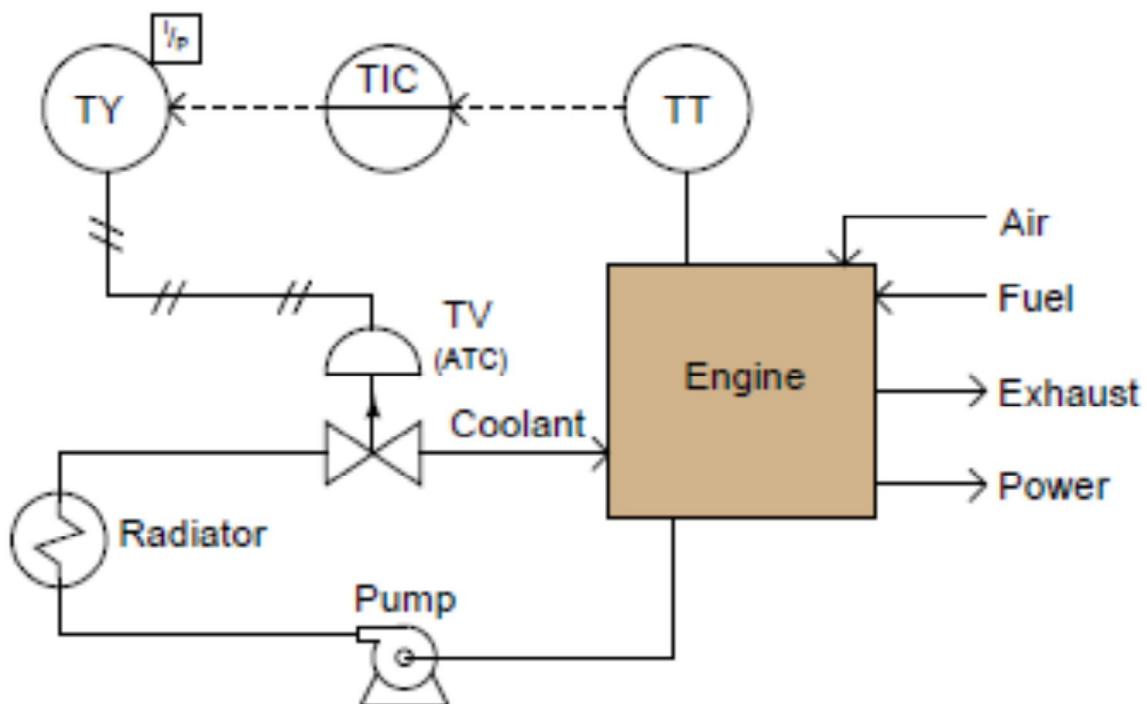 I/P
TY
TIC
TT
Air
Fuel
TV
(ATC)
Engine
Exhaust
Coolant
Power
Radiator
Pump